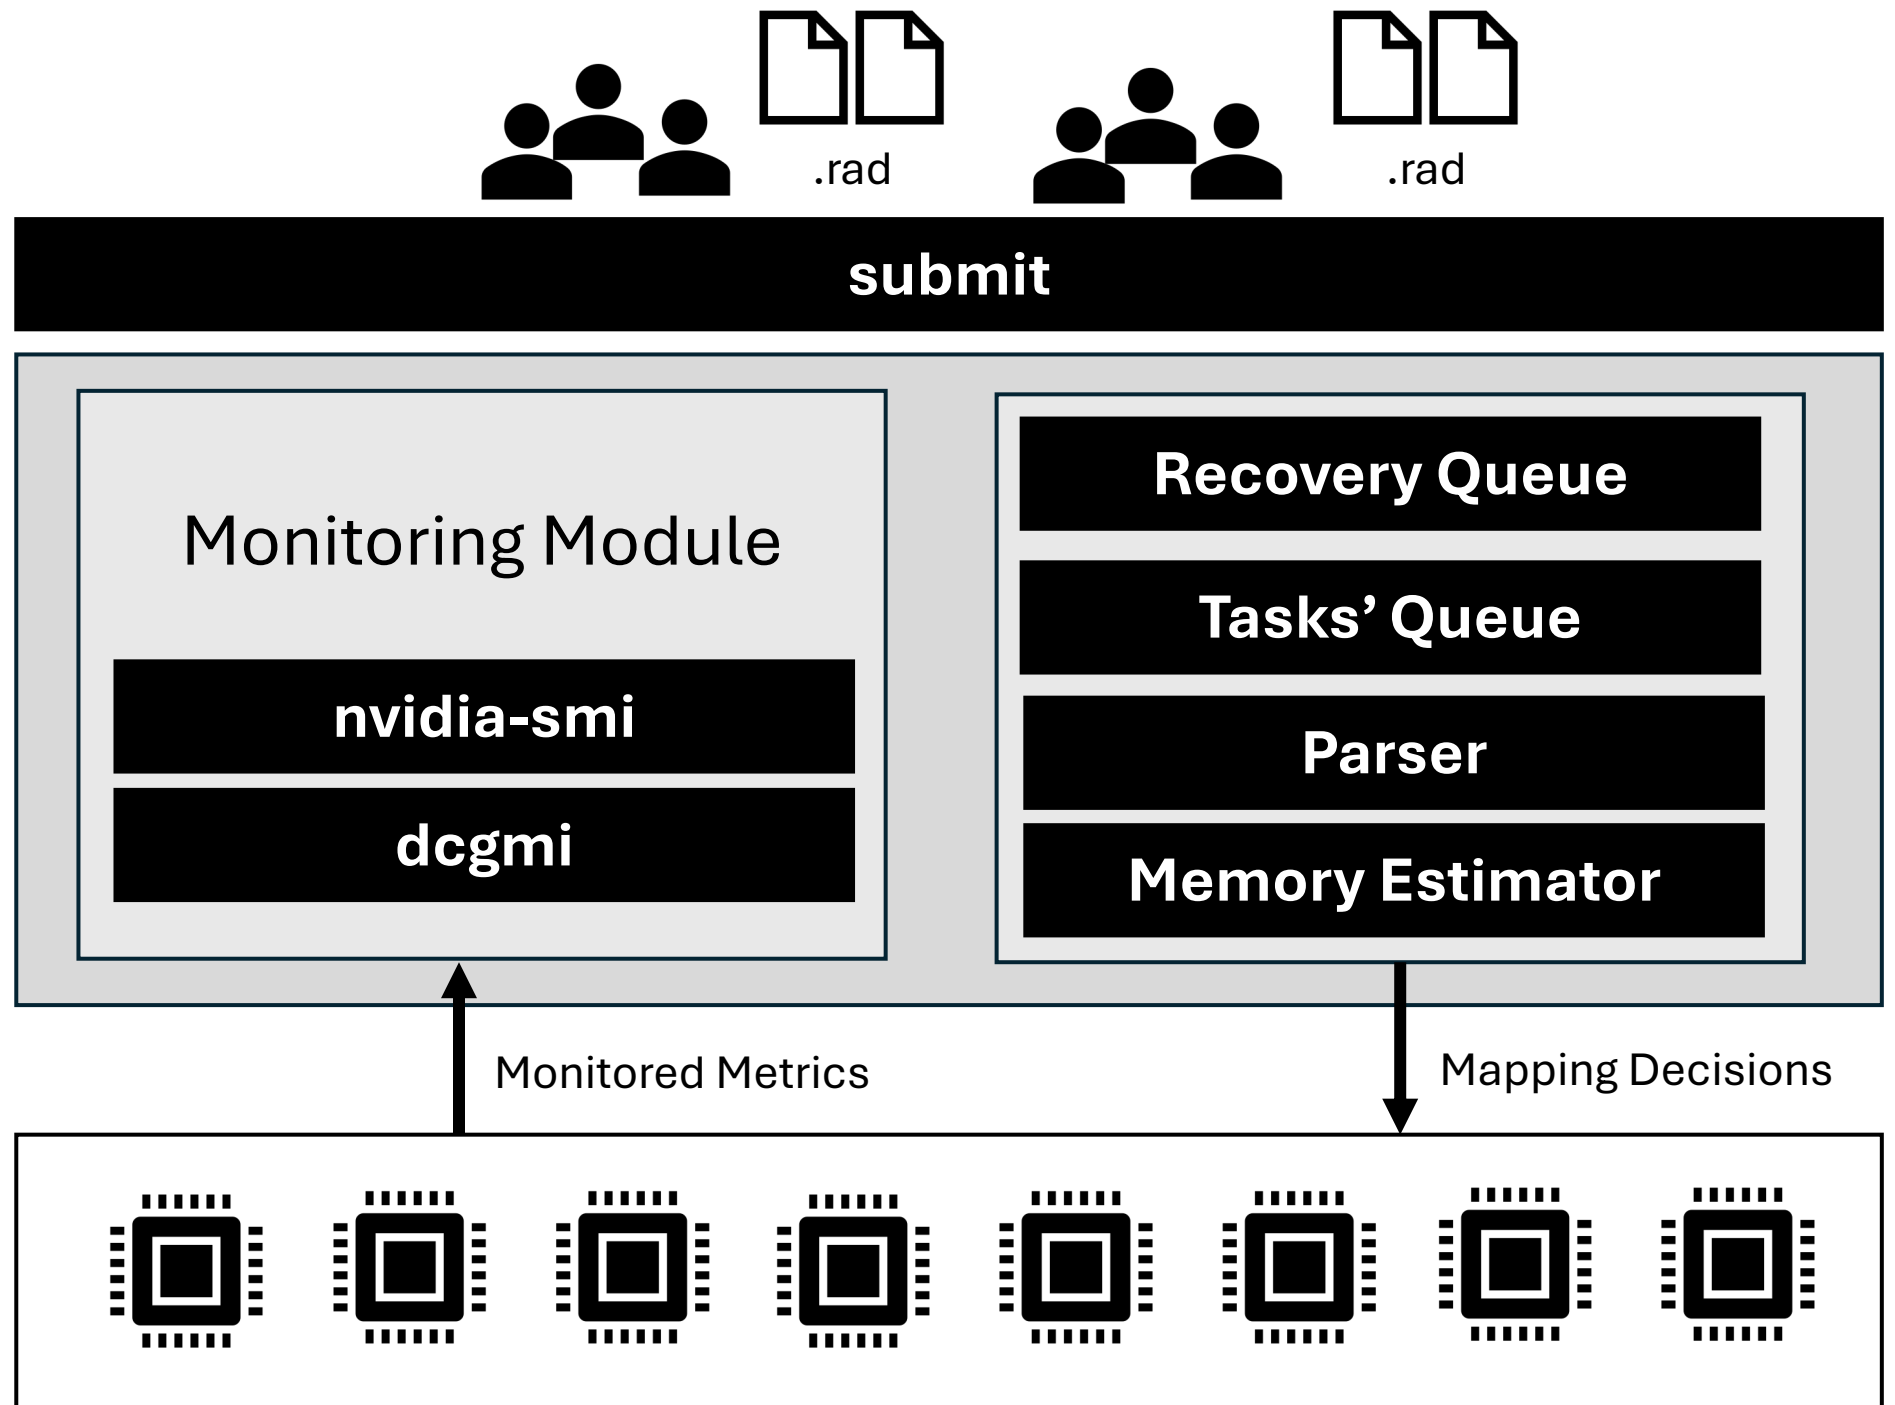 .rad
.rad
submit
Monitoring Module
nvidia-smi
dcgmi
Recovery Queue
Tasks’ Queue
Parser
Memory Estimator
Monitored Metrics
Mapping Decisions